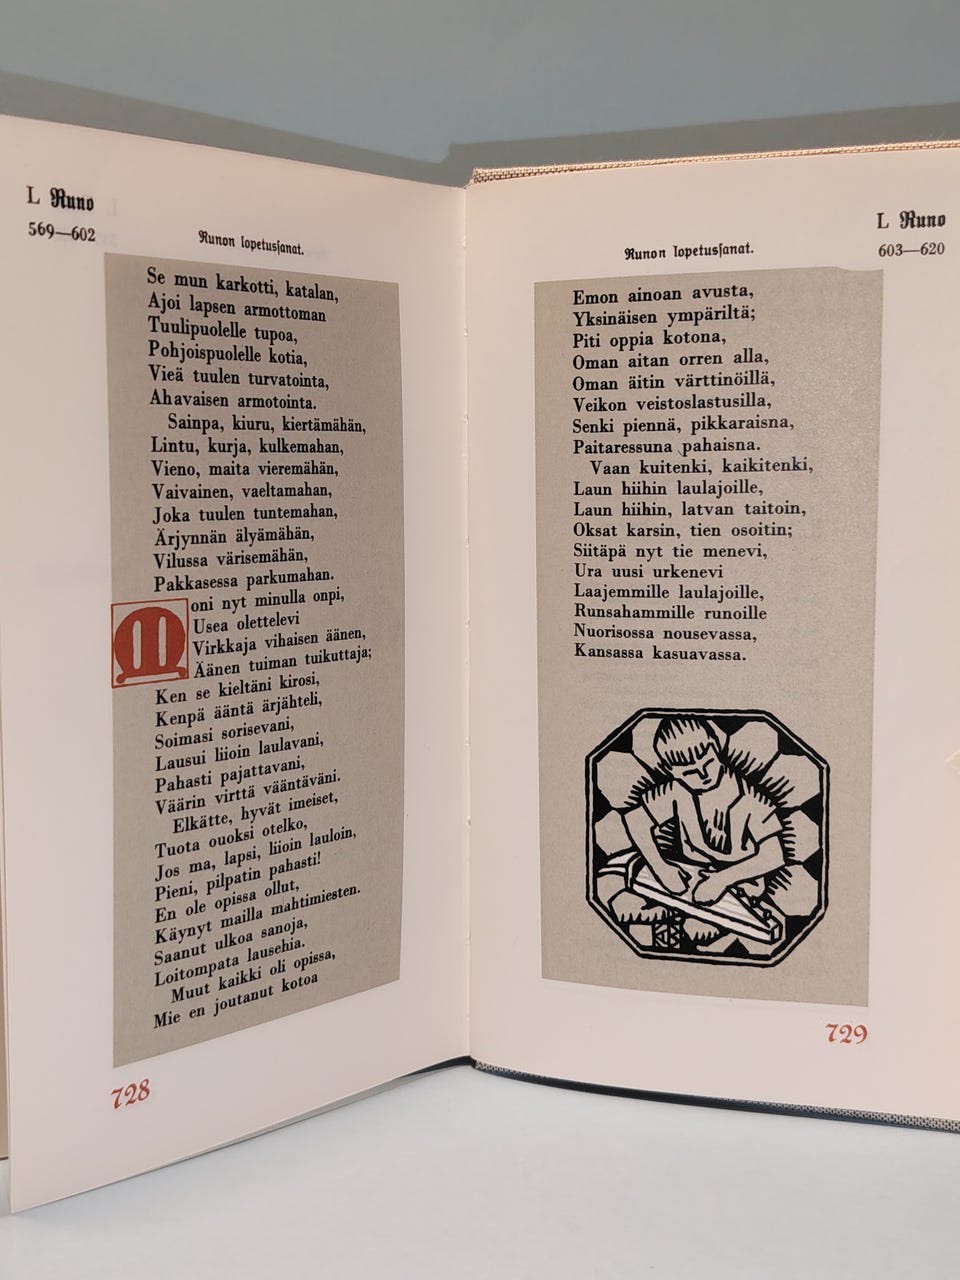 L Runo
569—602
Runon lopetussanat.
Se mun karkotti, katalan,
Ajoi lapsen armottoman
Tuulipuolelle tupoa,
Pohjoispuolelle kotia,
Vieä tuulen turvatointa,
Ahavaisen armotointa.
Sainpa, kiuru, kiertämähän,
Lintu, kurja, kulkemahan,
Vieno, maita vieremähän,
Vaivainen, vaeltamahan,
Joka tuulen tuntemahan,
Ärjynnän älyämähän,
Vilussa värisemähän,
Pakkasessa parkumahan.
Moni nyt minulla onpi,
Usea olettelevi
Virkkaja vihaisen äänen,
Äänen tuiman tuikuttaja;
Ken se kieltäni kirosi,
Kenpä ääntä ärjähteli,
Soimasi sorisevani,
Lausui liioin laulavani,
Pahasti pajattavani,
Väärin virttä vääntäväni.
Elkätte, hyvät imeiset,
Tuota ouoksi otelko,
Jos ma, lapsi, liioin lauloin,
Pieni, pilpatin pahasti!
En ole opissa ollut,
Käynyt mailla mahtimiesten.
Saanut ulkoa sanoja,
Loitompata lausehia.
Muut kaikki oli opissa,
Mie en joutanut kotoa
728
L Runo
603—620
Runon lopetussanat.
Emon ainoan avusta,
Yksinäisen ympäriltä;
Piti oppia kotona,
Oman aitan orren alla,
Oman äitin värttinöillä,
Veikon veistoslastusilla,
Senki piennä, pikkaraisna,
Paitaressuna pahaisna.
Vaan kuitenki, kaikitenki,
Laun hiihin laulajoille,
Laun hiihin, latvan taitoin,
Oksat karsin, tien osoitin;
Siitäpä nyt tie menevi,
Ura uusi urkenevi
Laajemmille laulajoille,
Runsahammille runoille
Nuorisossa nousevassa,
Kansassa kasuavassa.
729